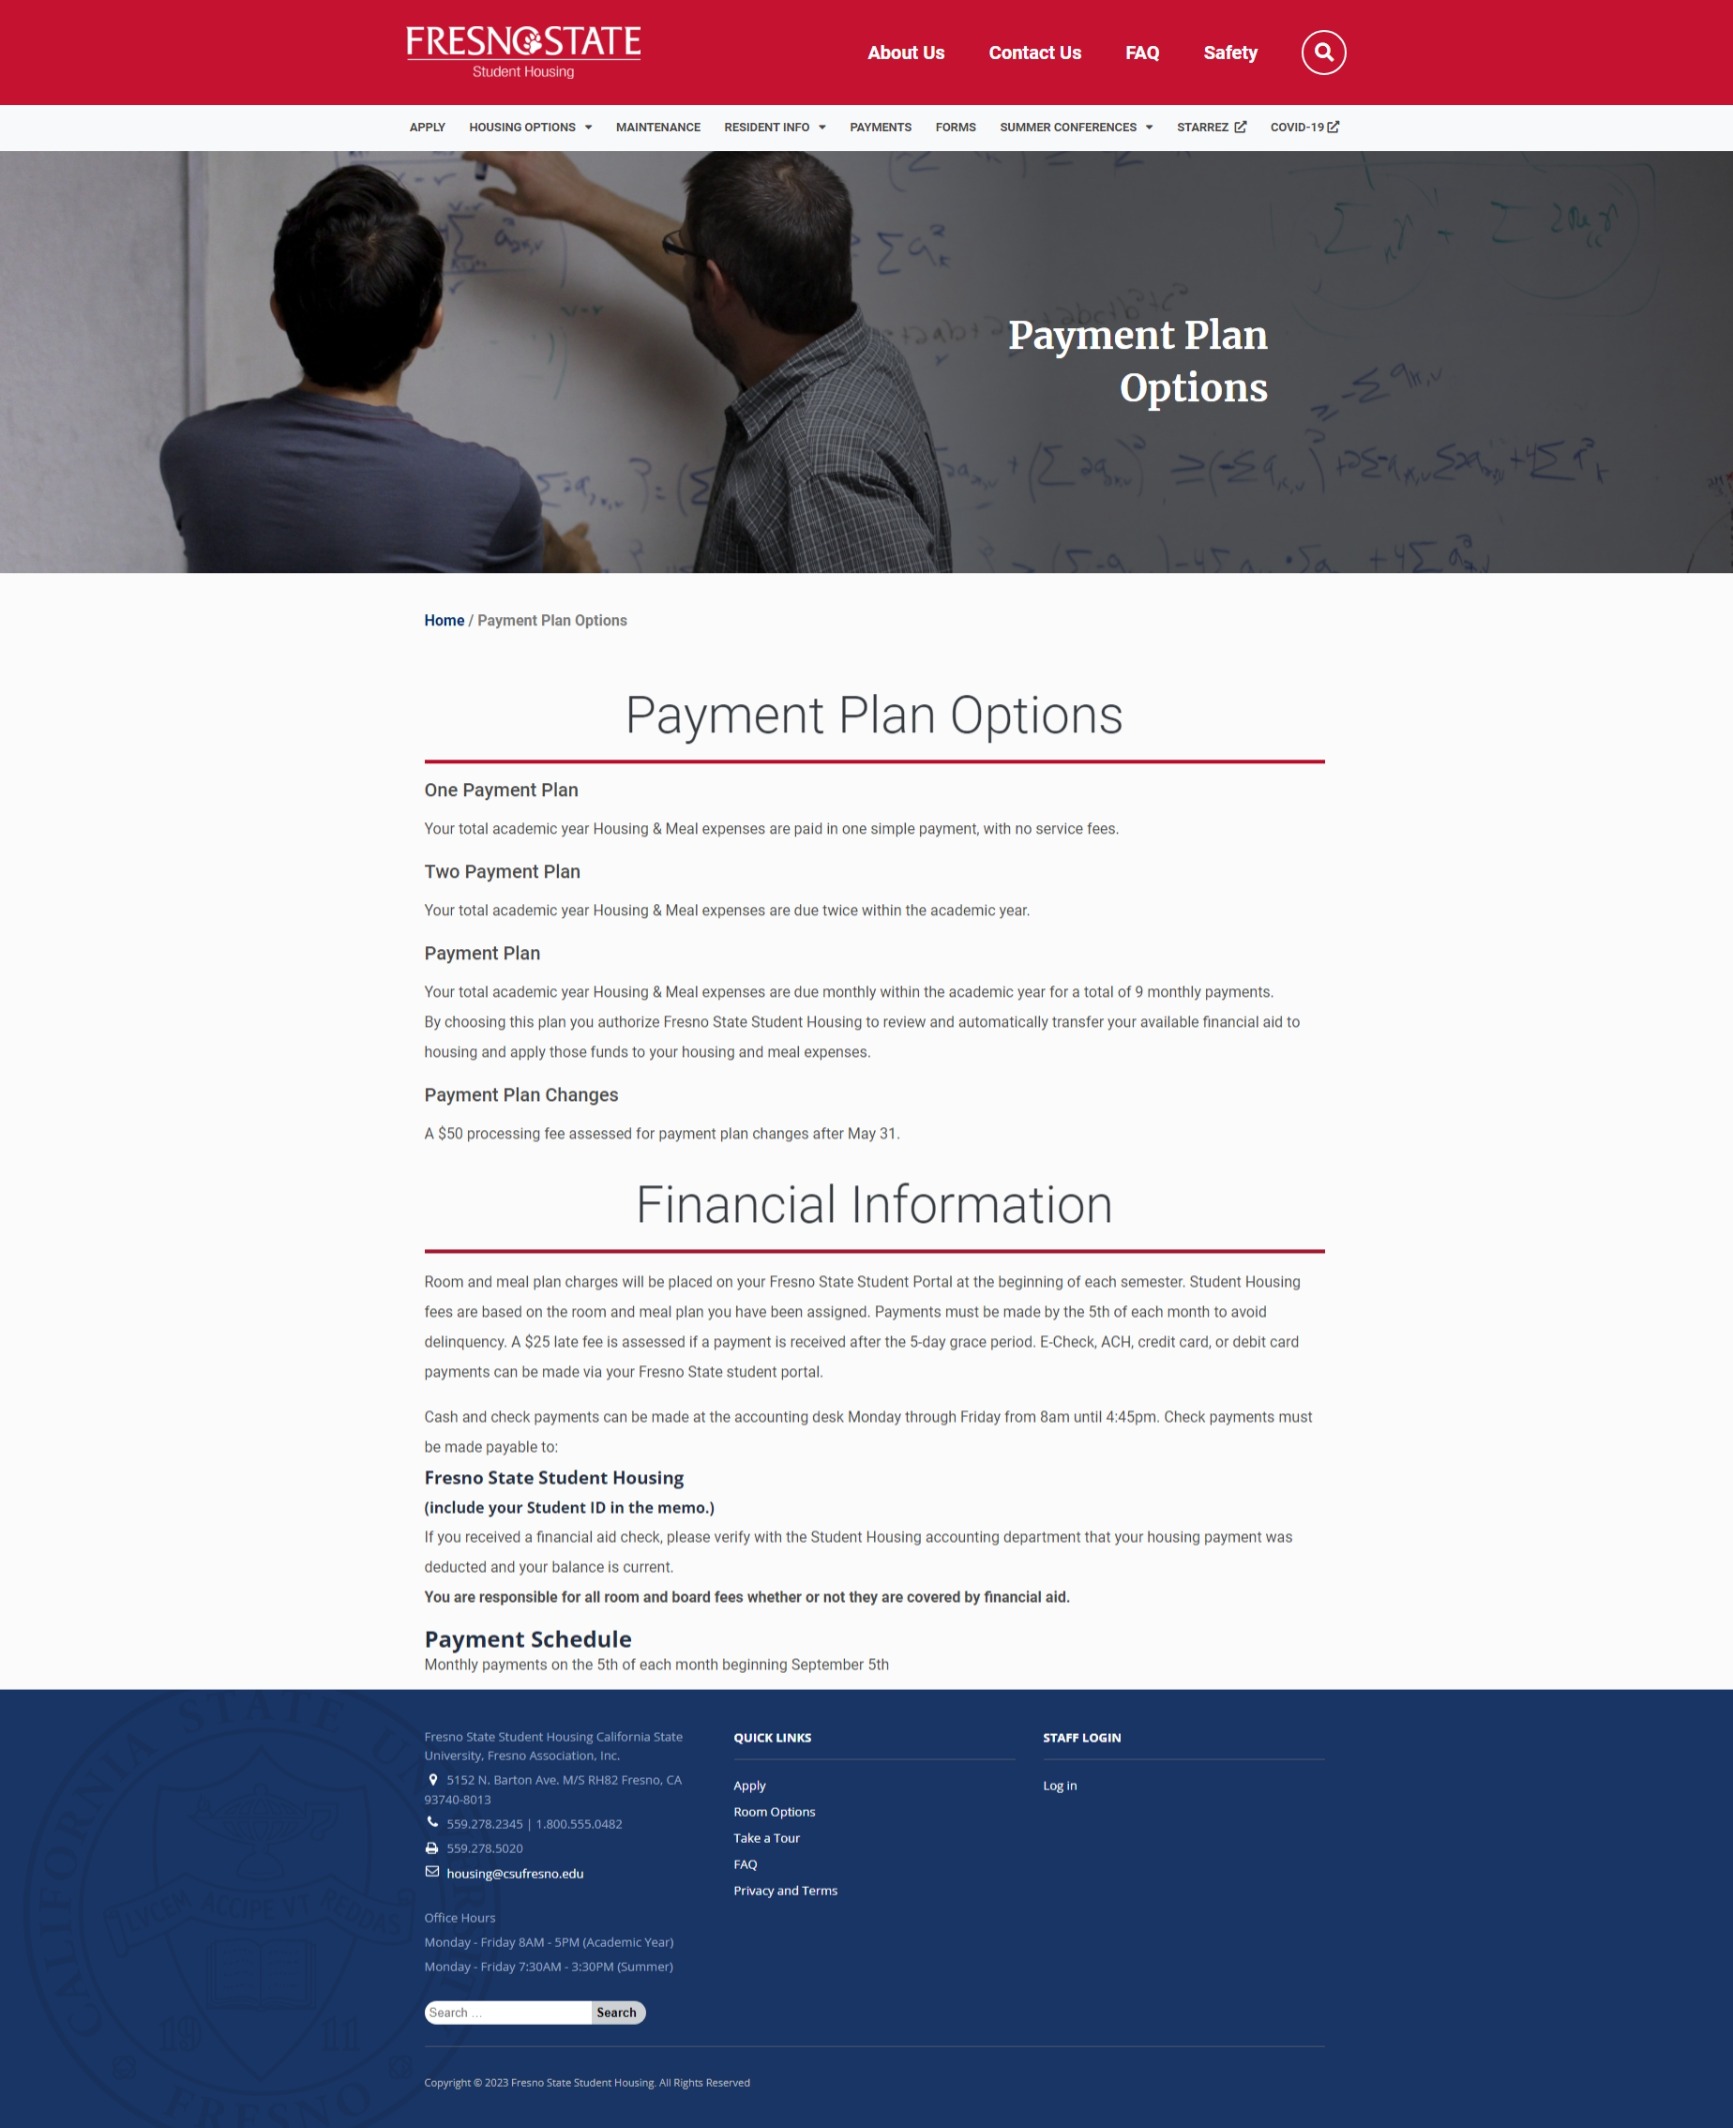 FRESNO STATE
Student Housing
About Us
Contact Us
FAQ
Safety
APPLY
HOUSING OPTIONS
MAINTENANCE
RESIDENT INFO
PAYMENTS
FORMS
SUMMER CONFERENCES
STARREZ
COVID-19
Payment Plan
Options
Home / Payment Plan Options
Payment Plan Options
One Payment Plan
Your total academic year Housing & Meal expenses are paid in one simple payment, with no service fees.
Two Payment Plan
Your total academic year Housing & Meal expenses are due twice within the academic year.
Payment Plan
Your total academic year Housing & Meal expenses are due monthly within the academic year for a total of 9 monthly payments.
By choosing this plan you authorize Fresno State Student Housing to review and automatically transfer your available financial aid to
housing and apply those funds to your housing and meal expenses.
Payment Plan Changes
A $50 processing fee assessed for payment plan changes after May 31.
Financial Information
Room and meal plan charges will be placed on your Fresno State Student Portal at the beginning of each semester. Student Housing
fees are based on the room and meal plan you have been assigned. Payments must be made by the 5th of each month to avoid
delinquency. A $25 late fee is assessed if a payment is received after the 5-day grace period. E-Check, ACH, credit card, or debit card
payments can be made via your Fresno State student portal.
Cash and check payments can be made at the accounting desk Monday through Friday from 8am until 4:45pm. Check payments must
be made payable to:
Fresno State Student Housing
(include your Student ID in the memo.)
If you received a financial aid check, please verify with the Student Housing accounting department that your housing payment was
deducted and your balance is current.
You are responsible for all room and board fees whether or not they are covered by financial aid.
Payment Schedule
Monthly payments on the 5th of each month beginning September 5th
Fresno State Student Housing California State
University, Fresno Association, Inc.
5152 N. Barton Ave. M/S RH82 Fresno, CA
93740-8013
559.278.2345 | 1.800.555.0482
559.278.5020
housing@csufresno.edu
Office Hours
Monday - Friday 8AM - 5PM (Academic Year)
Monday - Friday 7:30AM - 3:30PM (Summer)
Search ...
Search
QUICK LINKS
Apply
Room Options
Take a Tour
FAQ
Privacy and Terms
STAFF LOGIN
Log in
CALIFORNIA STATE
FRESNO
LVCEM ACCIPE VT REDDAS
1911
Copyright © 2023 Fresno State Student Housing. All Rights Reserved